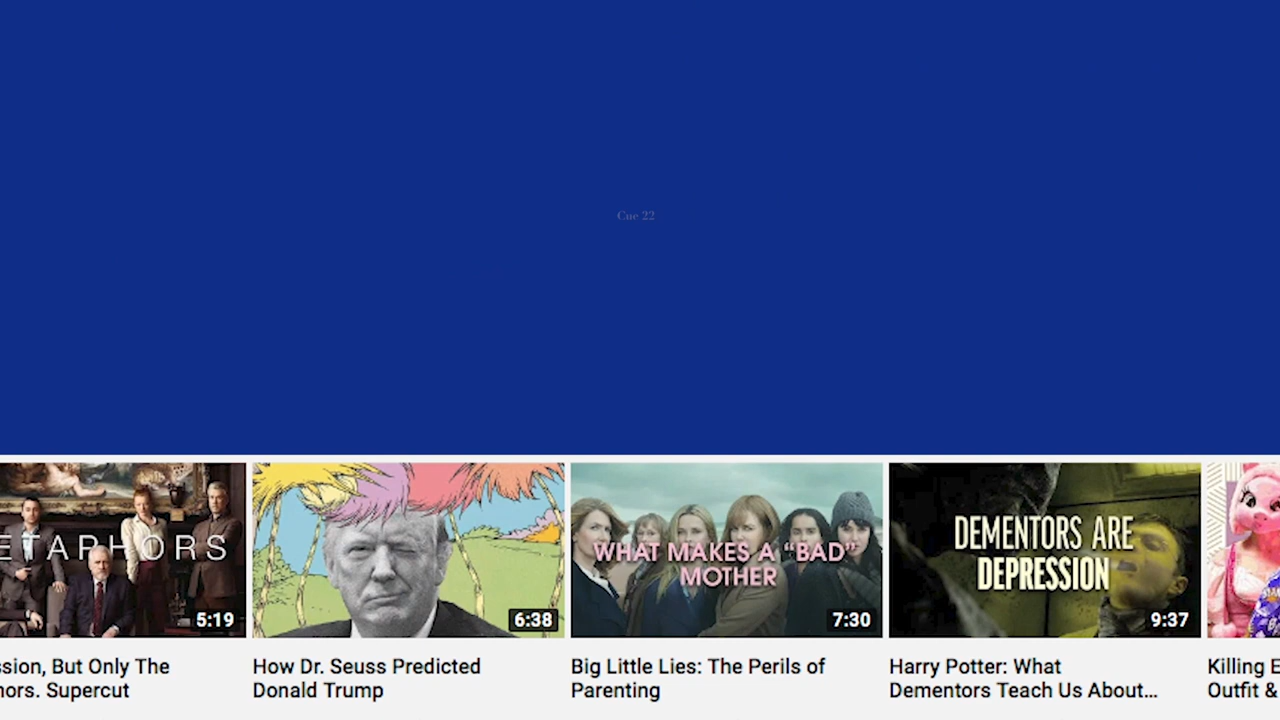 Cue 22
ETAPHORS
5:19
ssion, But Only The
hors. Supercut
6:38
How Dr. Seuss Predicted
Donald Trump
WHAT MAKES A “BAD”
MOTHER
7:30
Big Little Lies: The Perils of
Parenting
DEMENTORS ARE
DEPRESSION
9:37
Harry Potter: What
Dementors Teach Us About...
Killing E
Outfit &